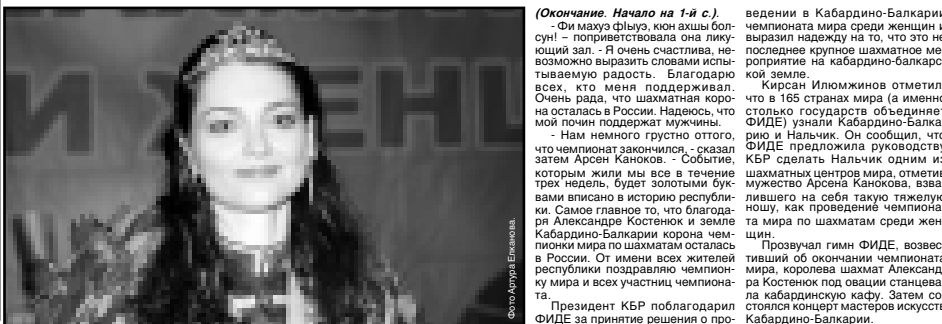 И ЖЕНЩ
Фото Артура Елканова.
(Окончание. Начало на 1-й с.).
- Фи махуэ фIыуэ, кюн ахшы бол-
сун! – поприветствовала она лику-
ющий зал. - Я очень счастлива, не-
возможно выразить словами испы-
тываемую радость. Благодарю
всех, кто меня поддерживал.
Очень рада, что шахматная коро-
на осталась в России. Надеюсь, что
мой почин поддержат мужчины.
- Нам немного грустно оттого,
что чемпионат закончился, - сказал
затем Арсен Каноков. - Событие,
которым жили мы все в течение
трех недель, будет золотыми бук-
вами вписано в историю республи-
ки. Самое главное то, что благода-
ря Александре Костенюк и земле
Кабардино-Балкарии корона чем-
пионки мира по шахматам осталась
в России. От имени всех жителей
республики поздравляю чемпион-
ку мира и всех участниц чемпиона-
та.
Президент КБР поблагодарил
ФИДЕ за принятие решения о про-
ведении в Кабардино-Балкарии
чемпионата мира среди женщин и
выразил надежду на то, что это не
последнее крупное шахматное ме-
роприятие на кабардино-балкарс-
кой земле.
Кирсан Илюмжинов отметил,
что в 165 странах мира (а именно
столько государств объединяет
ФИДЕ) узнали Кабардино-Балка-
рию и Нальчик. Он сообщил, что
ФИДЕ предложила руководству
КБР сделать Нальчик одним из
шахматных центров мира, отметив
мужество Арсена Канокова, взва-
лившего на себя такую тяжелую
ношу, как проведение чемпиона-
та мира по шахматам среди жен-
щин.
Прозвучал гимн ФИДЕ, возвес-
тивший об окончании чемпионата
мира, королева шахмат Александ-
ра Костенюк под овации станцева-
ла кабардинскую кафу. Затем со-
стоялся концерт мастеров искусств
Кабардино-Балкарии.